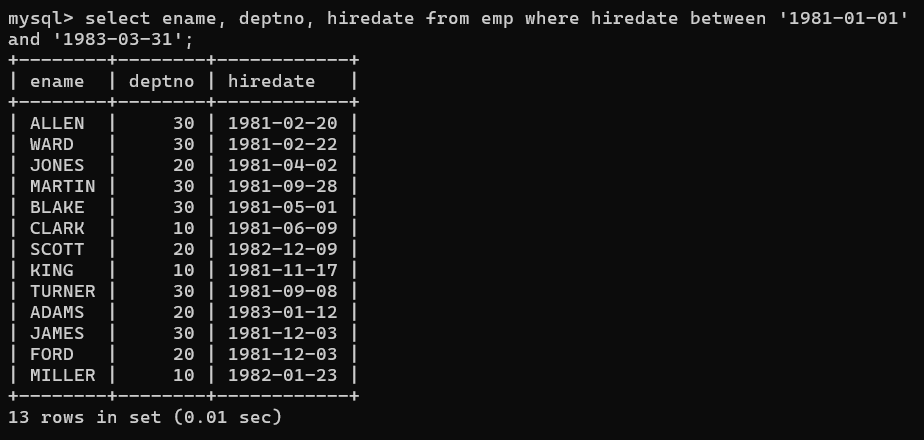 mysql> select ename, deptno, hiredate from emp where hiredate between '1981-01-01'
and '1983-03-31';
+--------+--------+------------+
| ename  | deptno | hiredate   |
+--------+--------+------------+
| ALLEN  |     30 | 1981-02-20 |
| WARD   |     30 | 1981-02-22 |
| JONES  |     20 | 1981-04-02 |
| MARTIN |     30 | 1981-09-28 |
| BLAKE  |     30 | 1981-05-01 |
| CLARK  |     10 | 1981-06-09 |
| SCOTT  |     20 | 1982-12-09 |
| KING   |     10 | 1981-11-17 |
| TURNER |     30 | 1981-09-08 |
| ADAMS  |     20 | 1983-01-12 |
| JAMES  |     30 | 1981-12-03 |
| FORD   |     20 | 1981-12-03 |
| MILLER |     10 | 1982-01-23 |
+--------+--------+------------+
13 rows in set (0.01 sec)